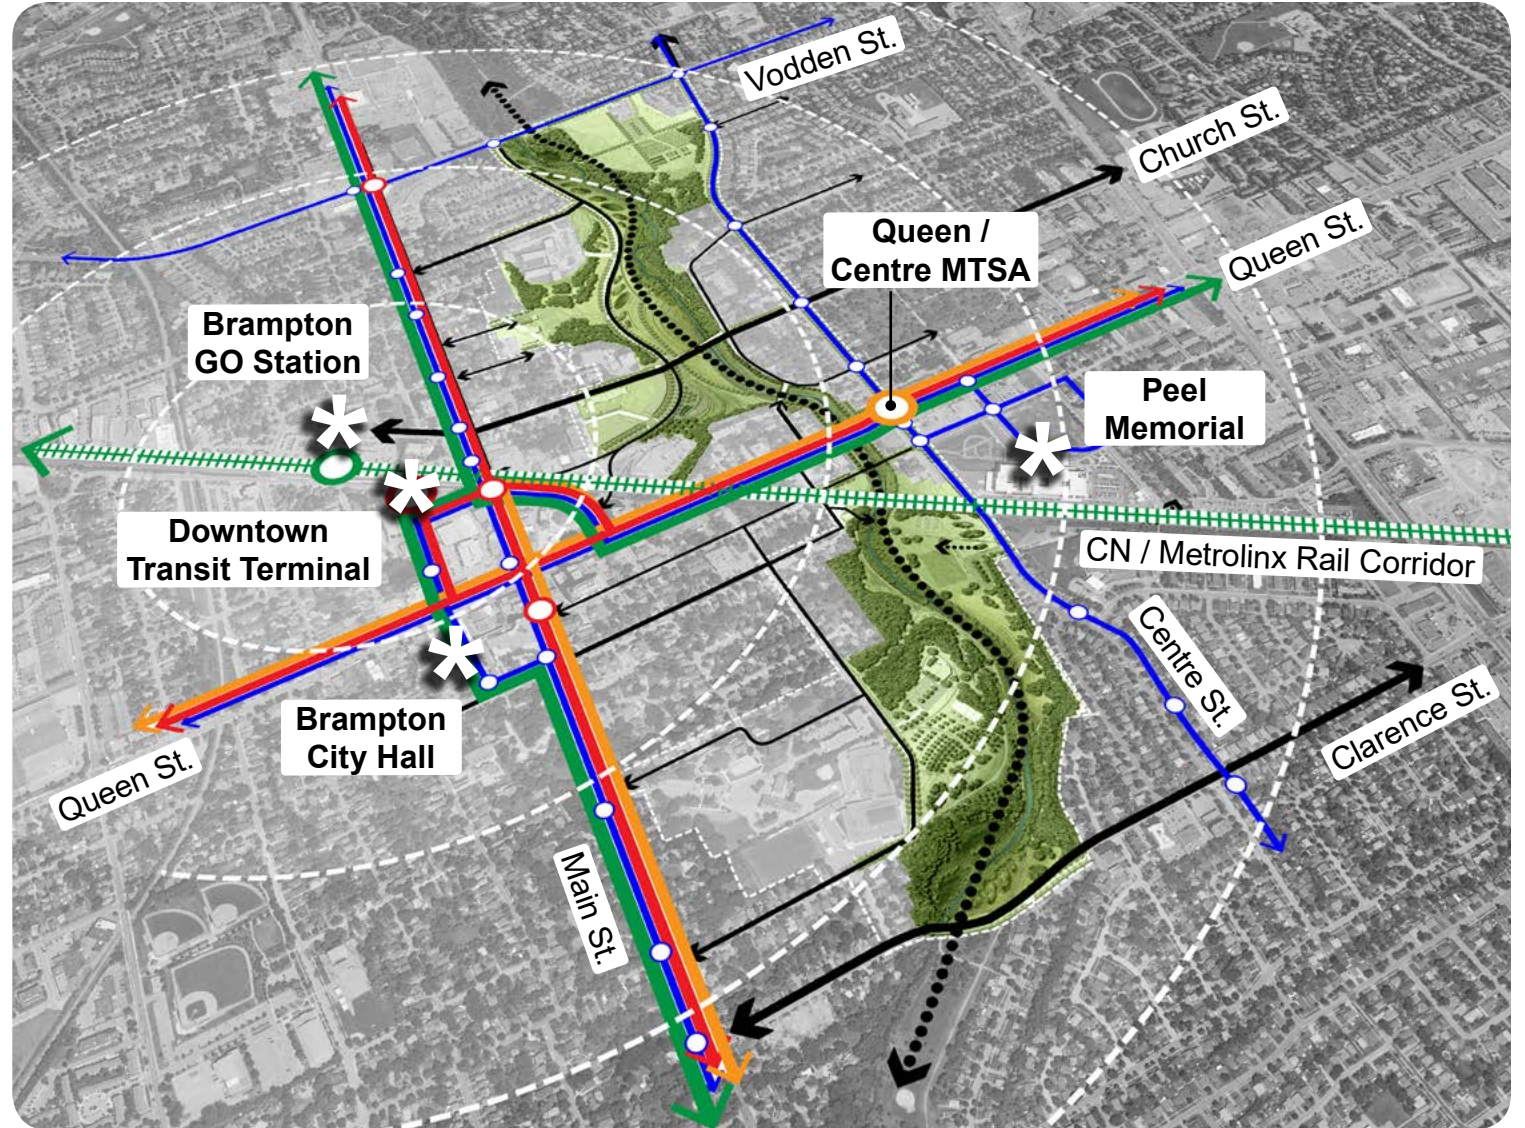 Vodden St.
Church St.
Queen /
Centre MTSA
Queen St.
Brampton
GO Station
Peel
Memorial
Downtown
Transit Terminal
CN / Metrolinx Rail Corridor
Centre St.
Clarence St.
Brampton
City Hall
Queen St.
Main St.